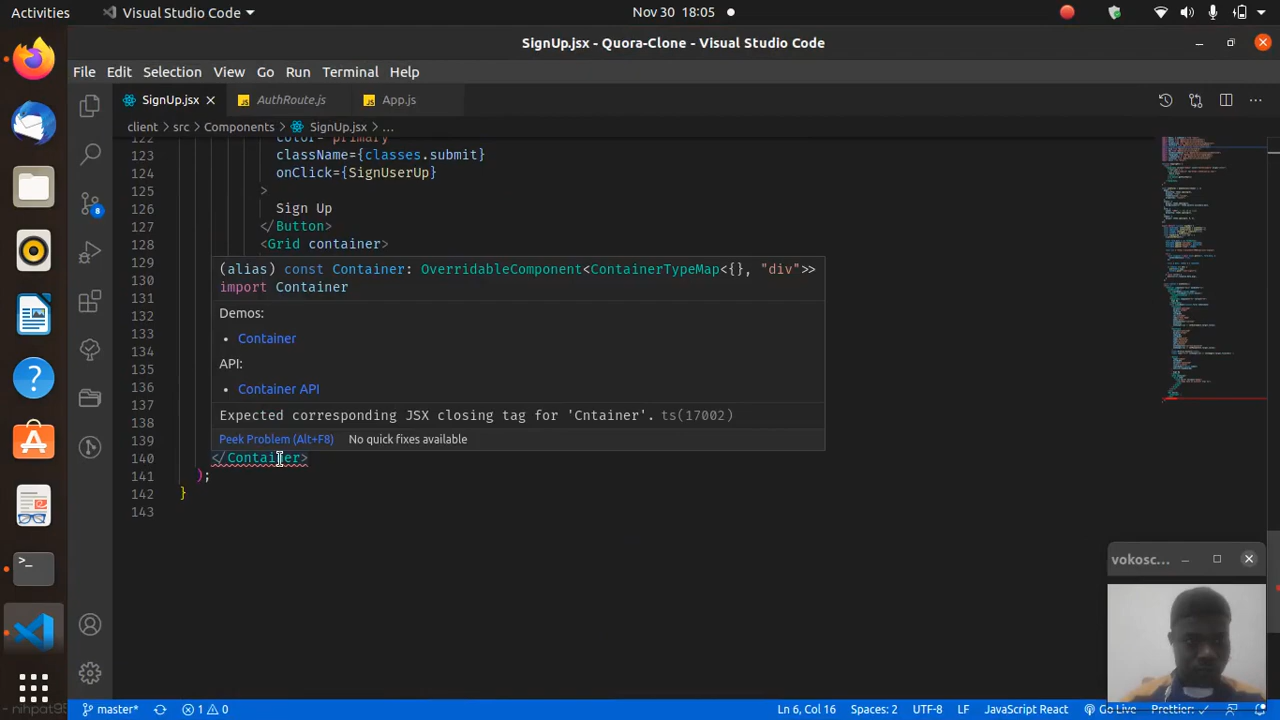 Activities
Visual Studio Code
Nov 30 18:05
SignUp.jsx - Quora-Clone - Visual Studio Code
File Edit Selection View Go Run Terminal Help
SignUp.jsx
AuthRoute.js
App.js
client > src > Components > SignUp.jsx > ...
122 color="primary"
123 className={classes.submit}
124 onClick={SignUserUp}
125 >
126 Sign Up
127 </Button>
128 <Grid container>
129
130
131
132
133
134
135
136
137
138
139
(alias) const Container: OverridableComponent<ContainerTypeMap<{}, "div">>
import Container
Demos:
• Container
API:
• Container API
Expected corresponding JSX closing tag for 'Cntainer'. ts(17002)
Peek Problem (Alt+F8) No quick fixes available
140 </Container>
141 );
142 }
143
8
vokosc...
master* 1 0 Ln 6, Col 16 Spaces: 2 UTF-8 LF JavaScript React Go Live Prettier: ✓